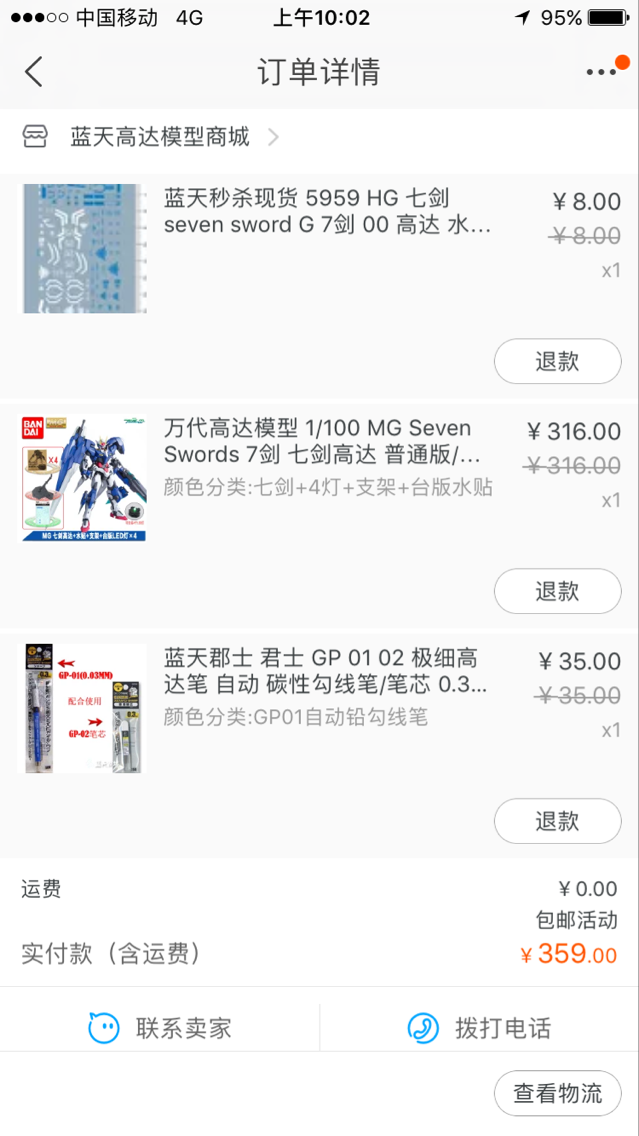 中国移动 4G 上午10:02 95%
订单详情
蓝天高达模型商城
蓝天秒杀现货 5959 HG 七剑
¥8.00
seven sword G 7剑 00 高达 水...
¥8.00
x1
退款
BAN
DAI
X4
MG 七剑高达+水贴+支架+台版LED灯×4
万代高达模型 1/100 MG Seven
¥316.00
Swords 7剑 七剑高达 普通版/...
¥316.00
颜色分类:七剑+4灯+支架+台版水贴
x1
退款
GP-01(0.03MM)
配合使用
GP-02笔芯
蓝天郡士 君士 GP 01 02 极细高
¥35.00
达笔 自动 碳性勾线笔/笔芯 0.3...
¥35.00
颜色分类:GP01自动铅勾线笔
x1
退款
运费
¥0.00
包邮活动
实付款（含运费）
¥359.00
联系卖家
拨打电话
查看物流